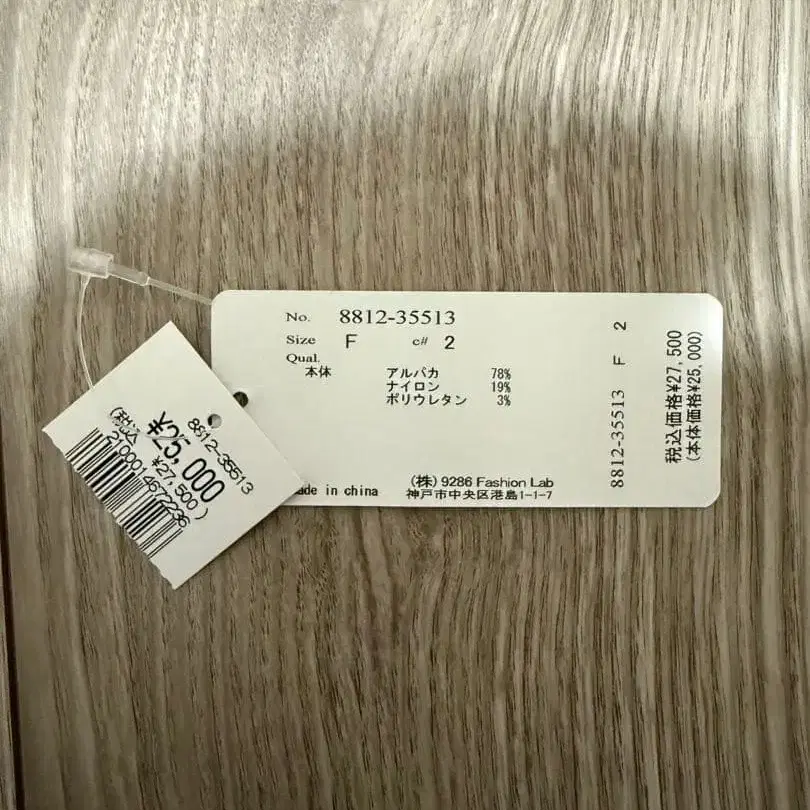 No. 8812-35513
Size F c# 2
Qual.
本体 アルパカ 78%
ナイロン 19%
ポリウレタン 3%
(株) 9286 Fashion Lab
ade in china 神戸市中央区港島1-1-7
8812-35513 F 2
税込価格¥27,500
(本体価格¥25,000)
8812-35513
¥25,000
(税込 ¥27,500)
2100014672236